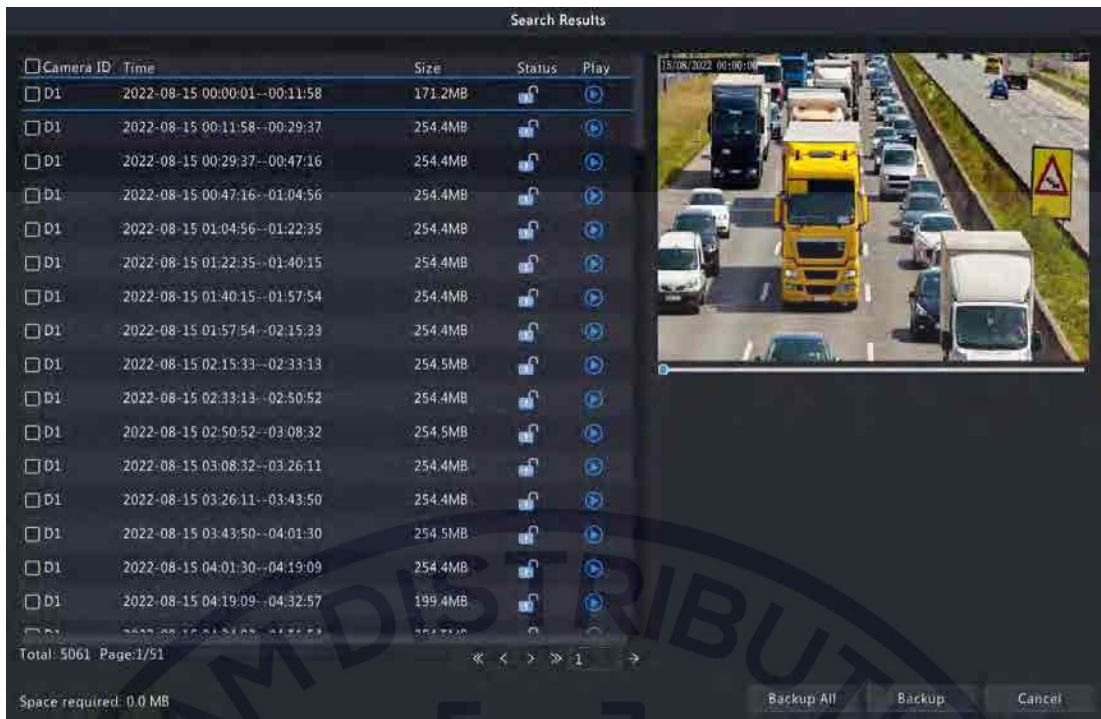 Search Results
Camera ID Time Size Status Play
D1 2022-08-15 00:00:01--00:11:58 171.2MB
D1 2022-08-15 00:11:58--00:29:37 254.4MB
D1 2022-08-15 00:29:37--00:47:16 254.4MB
D1 2022-08-15 00:47:16--01:04:56 254.4MB
D1 2022-08-15 01:04:56--01:22:35 254.4MB
D1 2022-08-15 01:22:35--01:40:15 254.4MB
D1 2022-08-15 01:40:15--01:57:54 254.4MB
D1 2022-08-15 01:57:54--02:15:33 254.4MB
D1 2022-08-15 02:15:33--02:33:13 254.5MB
D1 2022-08-15 02:33:13--02:50:52 254.4MB
D1 2022-08-15 02:50:52--03:08:32 254.5MB
D1 2022-08-15 03:08:32--03:26:11 254.4MB
D1 2022-08-15 03:26:11--03:43:50 254.4MB
D1 2022-08-15 03:43:50--04:01:30 254.5MB
D1 2022-08-15 04:01:30--04:19:09 254.4MB
D1 2022-08-15 04:19:09--04:32:57 199.4MB
Total: 5061 Page:1/51
1
Space required: 0.0 MB
Backup All Backup Cancel
18/08/2022 00:00:00